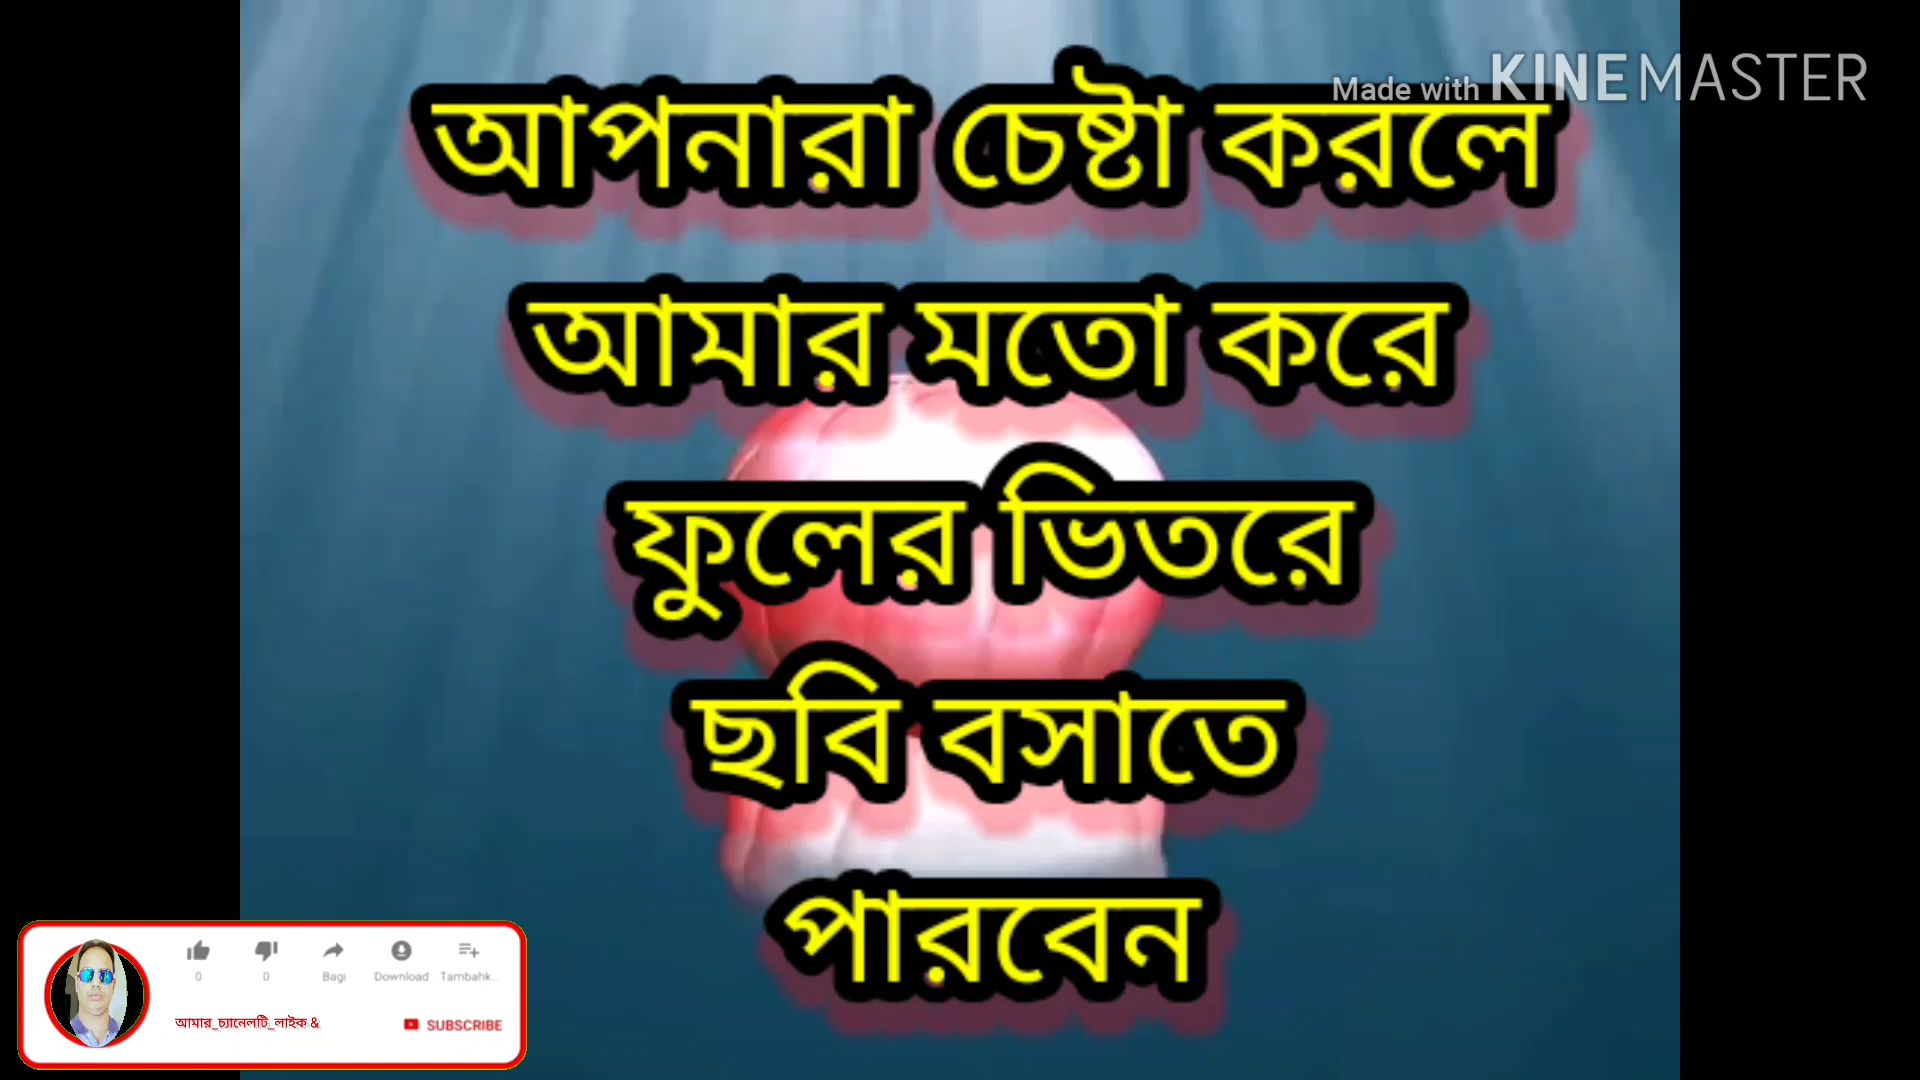 Made with KINEMASTER
আপনারা চেষ্টা করলে
আমার মতো করে
ফুলের ভিতরে
ছবি বসাতে
পারবেন
0 0 Bagi Download Tambahk...
আমার_চ্যানেলটি_লাইক & SUBSCRIBE